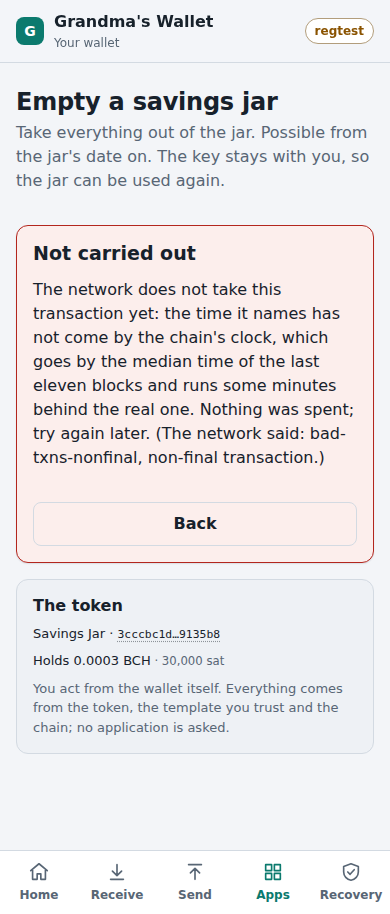 G
Grandma's Wallet
Your wallet
regtest
Empty a savings jar
Take everything out of the jar. Possible from
the jar's date on. The key stays with you, so
the jar can be used again.
Not carried out
The network does not take this
transaction yet: the time it names has
not come by the chain's clock, which
goes by the median time of the last
eleven blocks and runs some minutes
behind the real one. Nothing was spent;
try again later. (The network said: bad-
txns-nonfinal, non-final transaction.)
Back
The token
Savings Jar · 3cccbc1d…9135b8
Holds 0.0003 BCH · 30,000 sat
You act from the wallet itself. Everything comes
from the token, the template you trust and the
chain; no application is asked.
Home
Receive
Send
Apps
Recovery